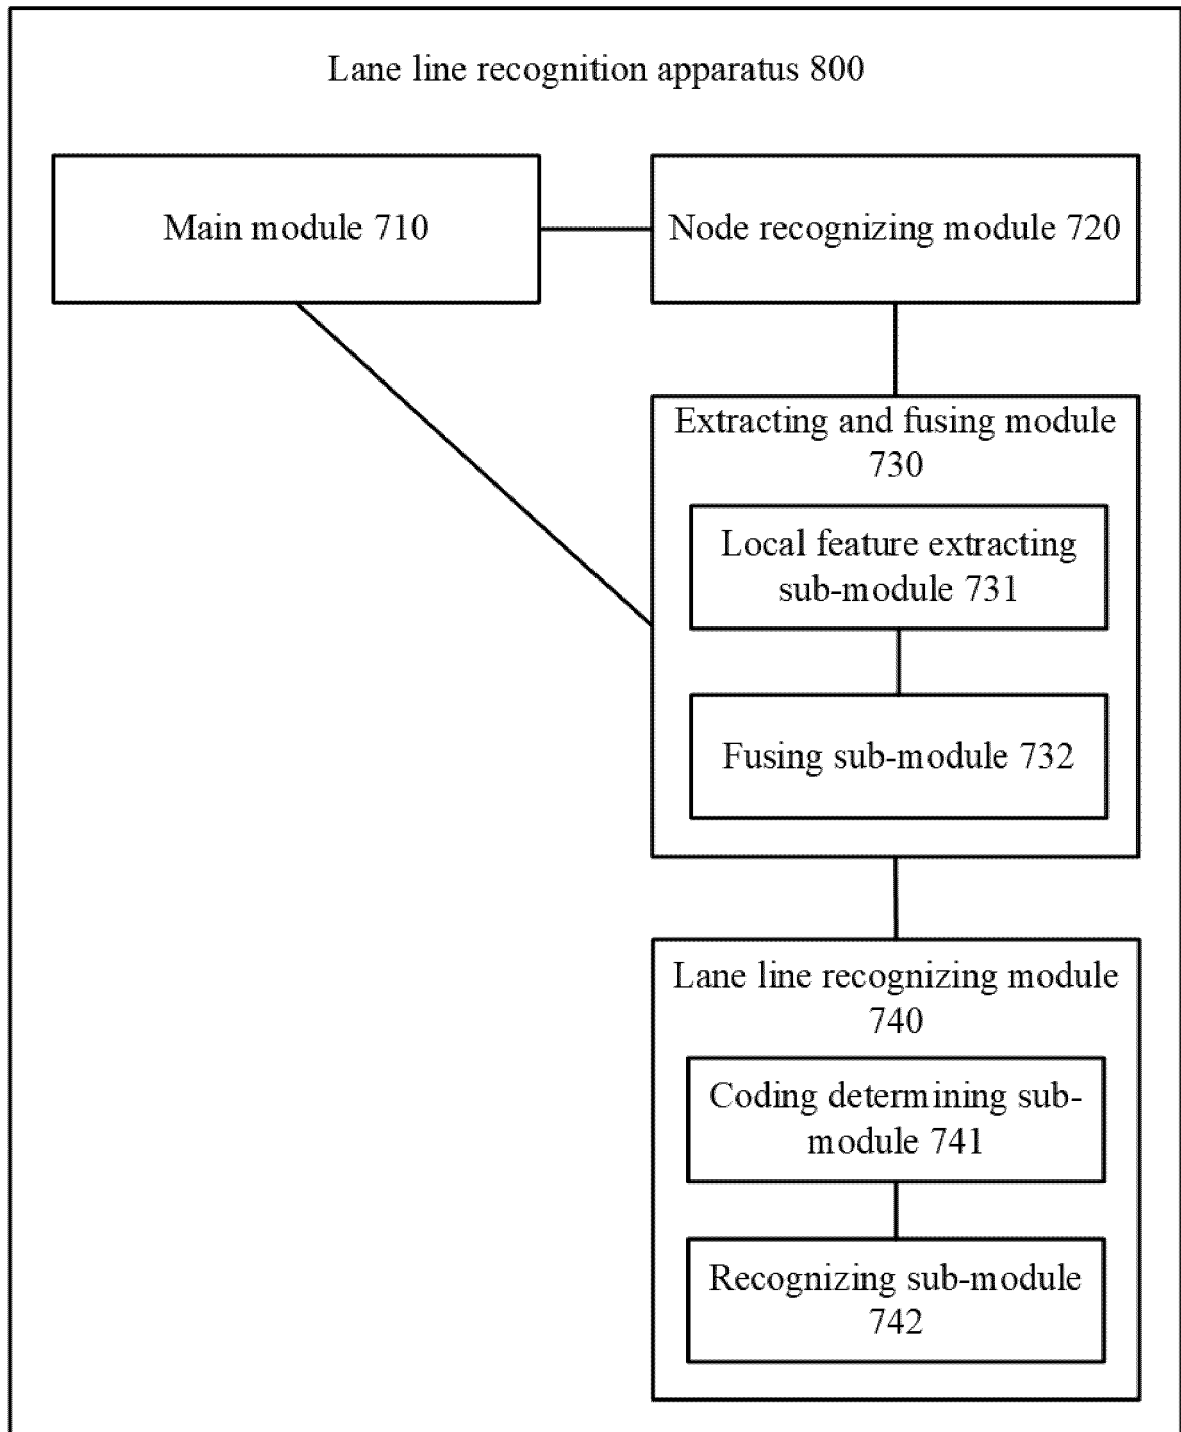 Lane line recognition apparatus 800
Main module 710
Node recognizing module 720
Extracting and fusing module
730
Local feature extracting
sub-module 731
Fusing sub-module 732
Lane line recognizing module
740
Coding determining sub-
module 741
Recognizing sub-module
742